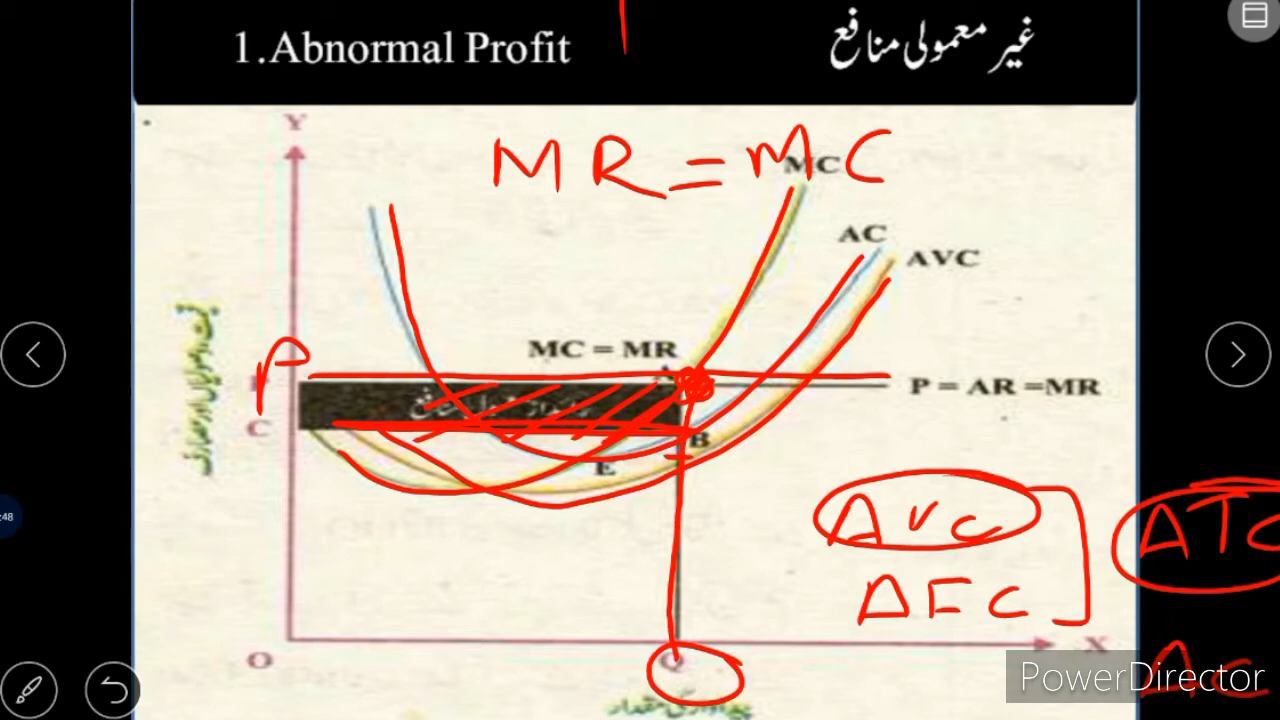 1. Abnormal Profit
غیر معمولی منافع
Y
MR = MC
MC
AC
AVC
MC = MR
P
A
P = AR =MR
C
B
E
AVC
AFC
ATC
AC
O
Q
X
:48
PowerDirector